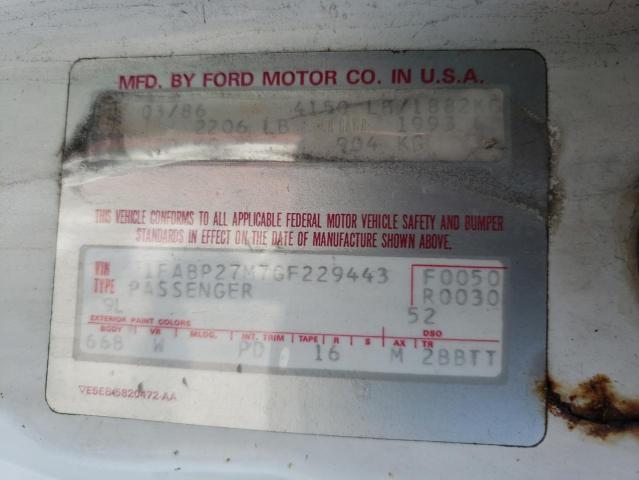 MFD. BY FORD MOTOR CO. IN U.S.A.
03/86 4150 LB/1882KG
2206 LB 1993 L
904 KG
THIS VEHICLE CONFORMS TO ALL APPLICABLE FEDERAL MOTOR VEHICLE SAFETY AND BUMPER
STANDARDS IN EFFECT ON THE DATE OF MANUFACTURE SHOWN ABOVE.
VIN 1FABP27M7GF229443 F0050
TYPE PASSENGER R0030
9L 52
EXTERIOR PAINT COLORS DSO
BODY VR MLDG. INT. TRIM TAPE R S AX TR
66B W PD 16 M 2BBTT
VE5EB-5820472-AA